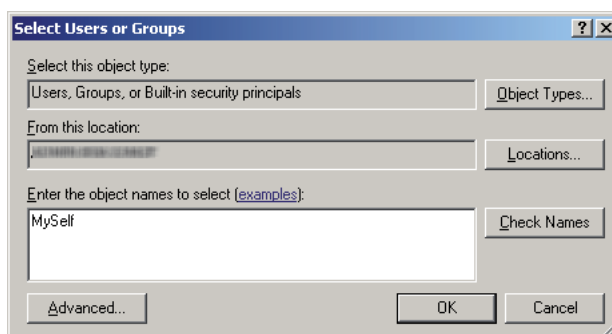 Select Users or Groups
Select this object type:
Users, Groups, or Built-in security principals
Object Types...
From this location:
Locations...
Enter the object names to select (examples):
MySelf
Check Names
Advanced...
OK
Cancel